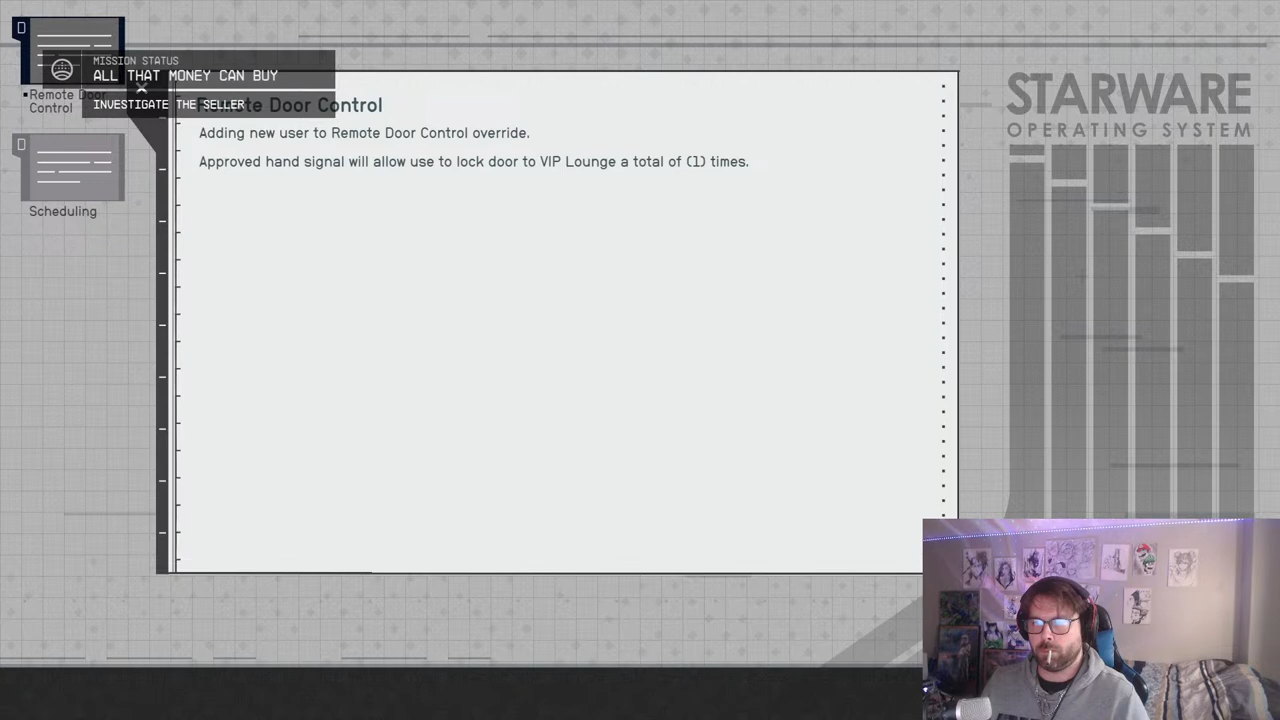 D
MISSION STATUS
ALL THAT MONEY CAN BUY
INVESTIGATE THE SELLER
Remote Door Control
Remote Door Control
Adding new user to Remote Door Control override.
Approved hand signal will allow use to lock door to VIP Lounge a total of (1) times.
D
Scheduling
STARWARE
OPERATING SYSTEM